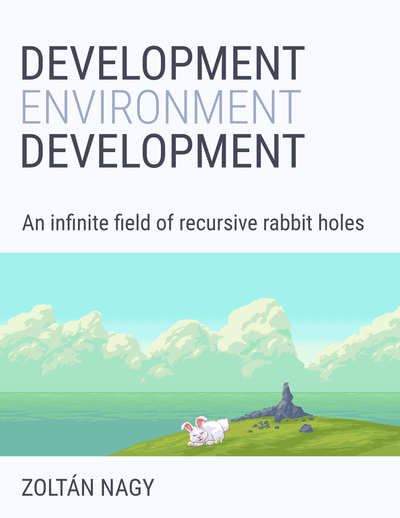 DEVELOPMENT
ENVIRONMENT
DEVELOPMENT
An infinite field of recursive rabbit holes
ZOLTÁN NAGY